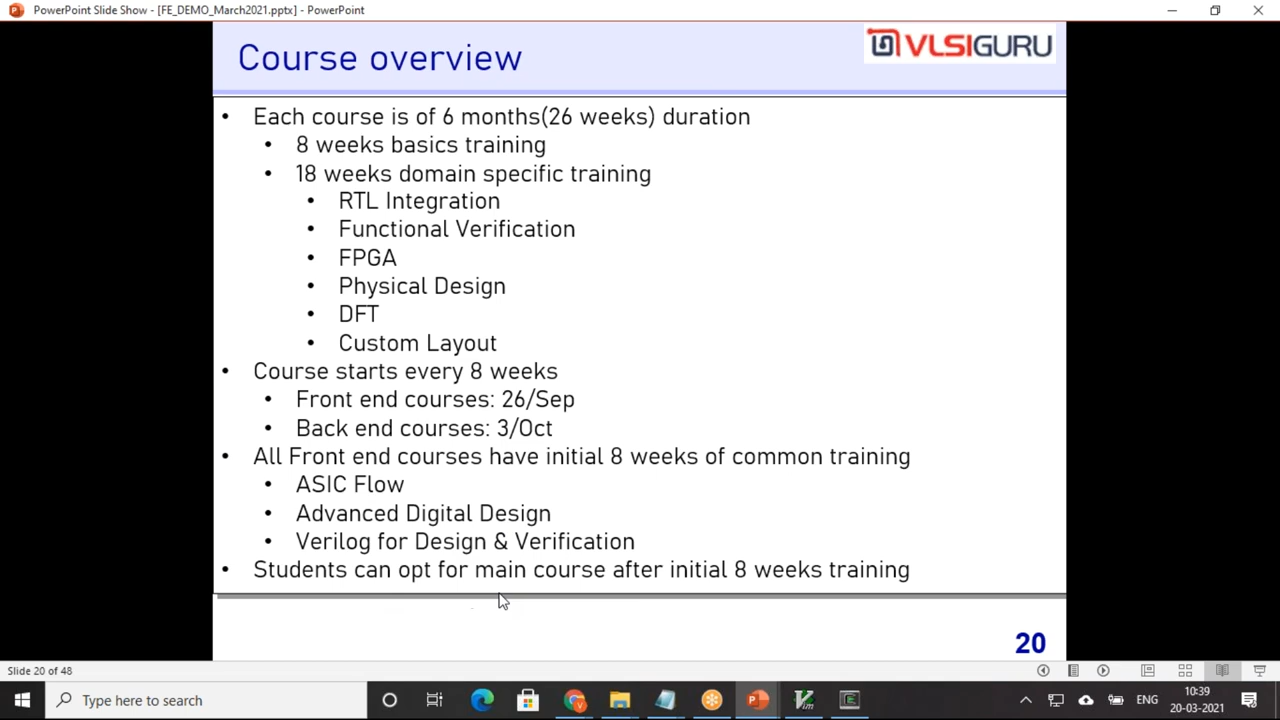 PowerPoint Slide Show - [FE_DEMO_March2021.pptx] - PowerPoint
Course overview
VLSIGURU
• Each course is of 6 months(26 weeks) duration
• 8 weeks basics training
• 18 weeks domain specific training
• RTL Integration
• Functional Verification
• FPGA
• Physical Design
• DFT
• Custom Layout
• Course starts every 8 weeks
• Front end courses: 26/Sep
• Back end courses: 3/Oct
• All Front end courses have initial 8 weeks of common training
• ASIC Flow
• Advanced Digital Design
• Verilog for Design & Verification
• Students can opt for main course after initial 8 weeks training
20
Slide 20 of 48
Type here to search
ENG
10:39
20-03-2021